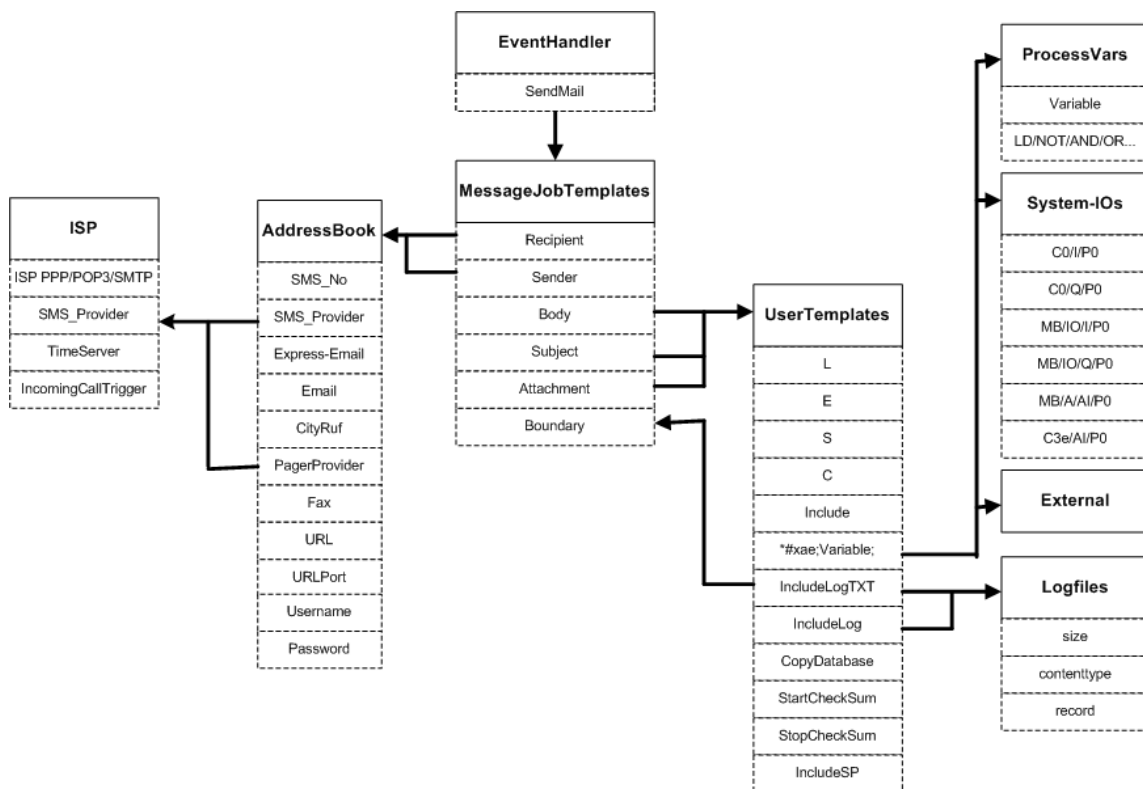 EventHandler
SendMail
MessageJobTemplates
Recipient
Sender
Body
Subject
Attachment
Boundary
ISP
ISP PPP/POP3/SMTP
SMS_Provider
TimeServer
IncomingCallTrigger
AddressBook
SMS_No
SMS_Provider
Express-Email
Email
CityRuf
PagerProvider
Fax
URL
URLPort
Username
Password
UserTemplates
L
E
S
C
Include
*#xae;Variable;
IncludeLogTXT
IncludeLog
CopyDatabase
StartCheckSum
StopCheckSum
IncludeSP
ProcessVars
Variable
LD/NOT/AND/OR...
System-IOs
C0/I/P0
C0/Q/P0
MB/IO/I/P0
MB/IO/Q/P0
MB/A/AI/P0
C3e/AI/P0
External
Logfiles
size
contenttype
record